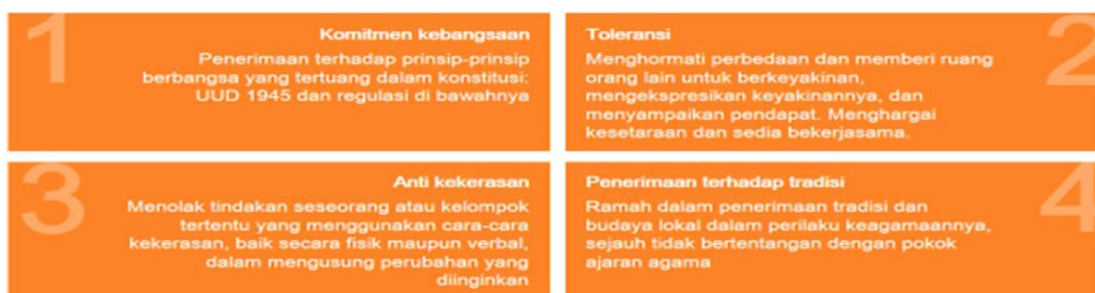 1
Komitmen kebangsaan
Penerimaan terhadap prinsip-prinsip
berbangsa yang tertuang dalam konstitusi:
UUD 1945 dan regulasi di bawahnya
2
Toleransi
Menghormati perbedaan dan memberi ruang
orang lain untuk berkeyakinan,
mengekspresikan keyakinannya, dan
menyampaikan pendapat. Menghargai
kesetaraan dan sedia bekerjasama.
3
Anti kekerasan
Menolak tindakan seseorang atau kelompok
tertentu yang menggunakan cara-cara
kekerasan, baik secara fisik maupun verbal,
dalam mengusung perubahan yang
diinginkan
4
Penerimaan terhadap tradisi
Ramah dalam penerimaan tradisi dan
budaya lokal dalam perilaku keagamaannya,
sejauh tidak bertentangan dengan pokok
ajaran agama